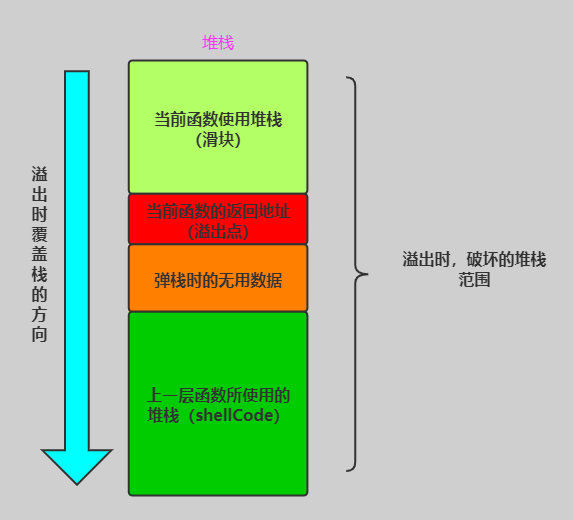 堆栈
当前函数使用堆栈
（滑块）
当前函数的返回地址
（溢出点）
弹栈时的无用数据
上一层函数所使用的
堆栈（shellCode）
溢出时覆盖栈的方向
溢出时，破坏的堆栈
范围